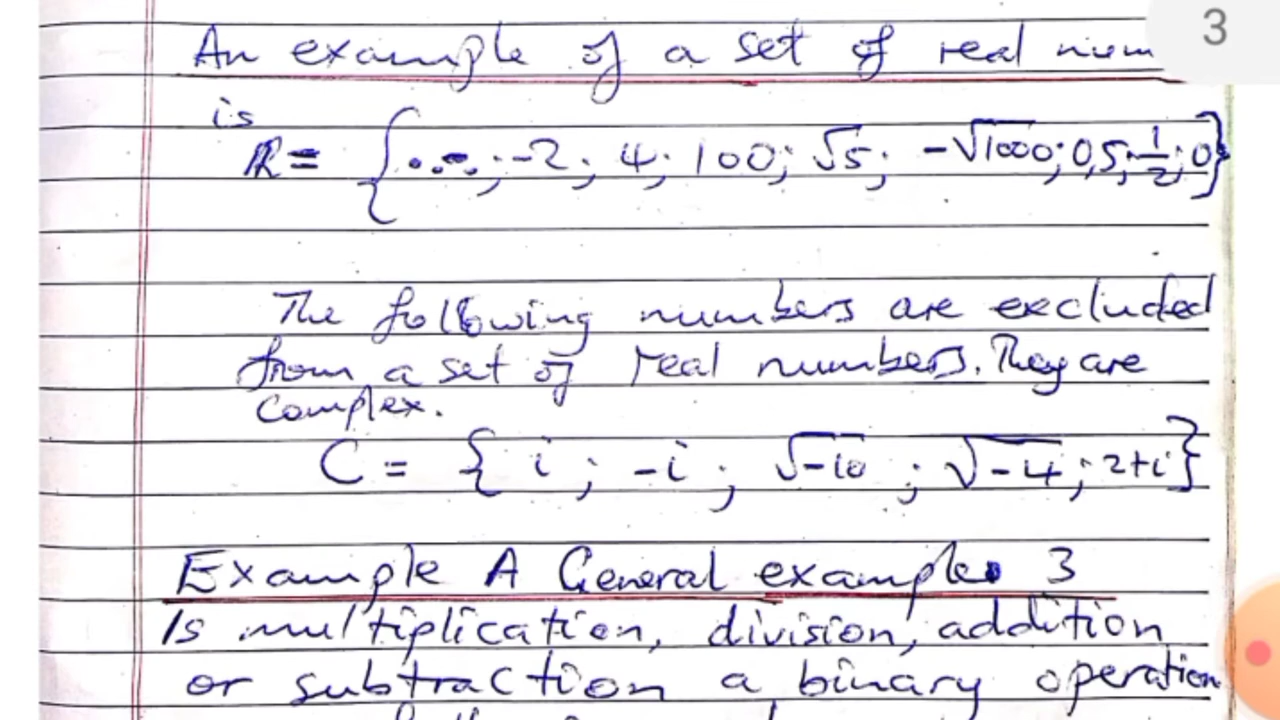 3
An example of a set of real num
is
R = {...; -2; 4; 100; √5; -√1000; 0,5; 1/2; 0}
The following numbers are excluded
from a set of real numbers. They are
complex.
C = { i ; -i ; √-10 ; √-4 ; 2+i }
Example A General example 3
Is multiplication, division, addition
or subtraction a binary operation